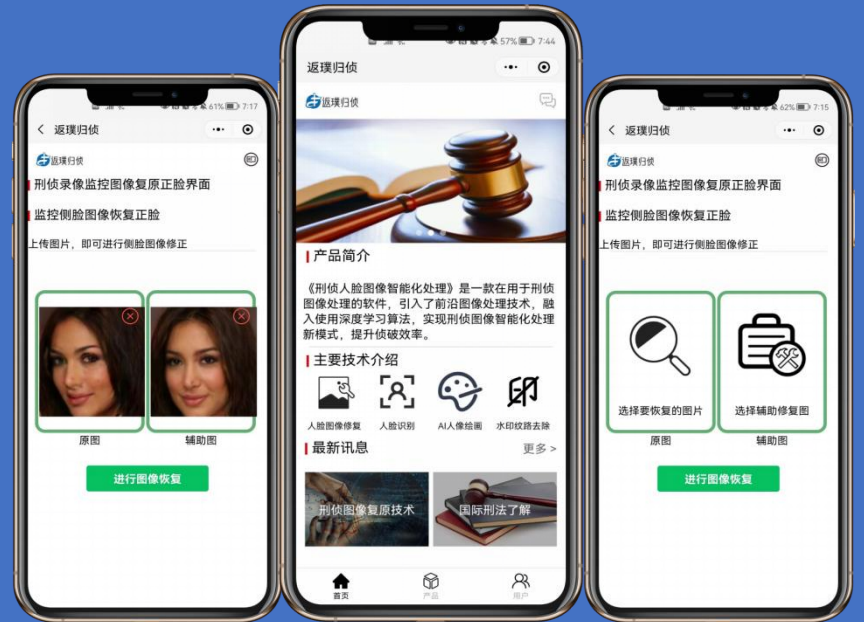 61% 7:17
返璞归侦
返璞归侦
刑侦录像监控图像复原正脸界面
监控侧脸图像恢复正脸
上传图片，即可进行侧脸图像修正
原图
辅助图
进行图像恢复
57% 7:44
返璞归侦
返璞归侦
产品简介
《刑侦人脸图像智能化处理》是一款在用于刑侦
图像处理的软件，引入了前沿图像处理技术，融
入使用深度学习算法，实现刑侦图像智能化处理
新模式，提升侦破效率。
主要技术介绍
人脸图像修复
人脸识别
AI人像绘画
水印纹路去除
最新讯息
更多 >
刑侦图像复原技术
国际刑法了解
首页
产品
用户
62% 7:15
返璞归侦
返璞归侦
刑侦录像监控图像复原正脸界面
监控侧脸图像恢复正脸
上传图片，即可进行侧脸图像修正
选择要恢复的图片
选择辅助修复图
原图
辅助图
进行图像恢复